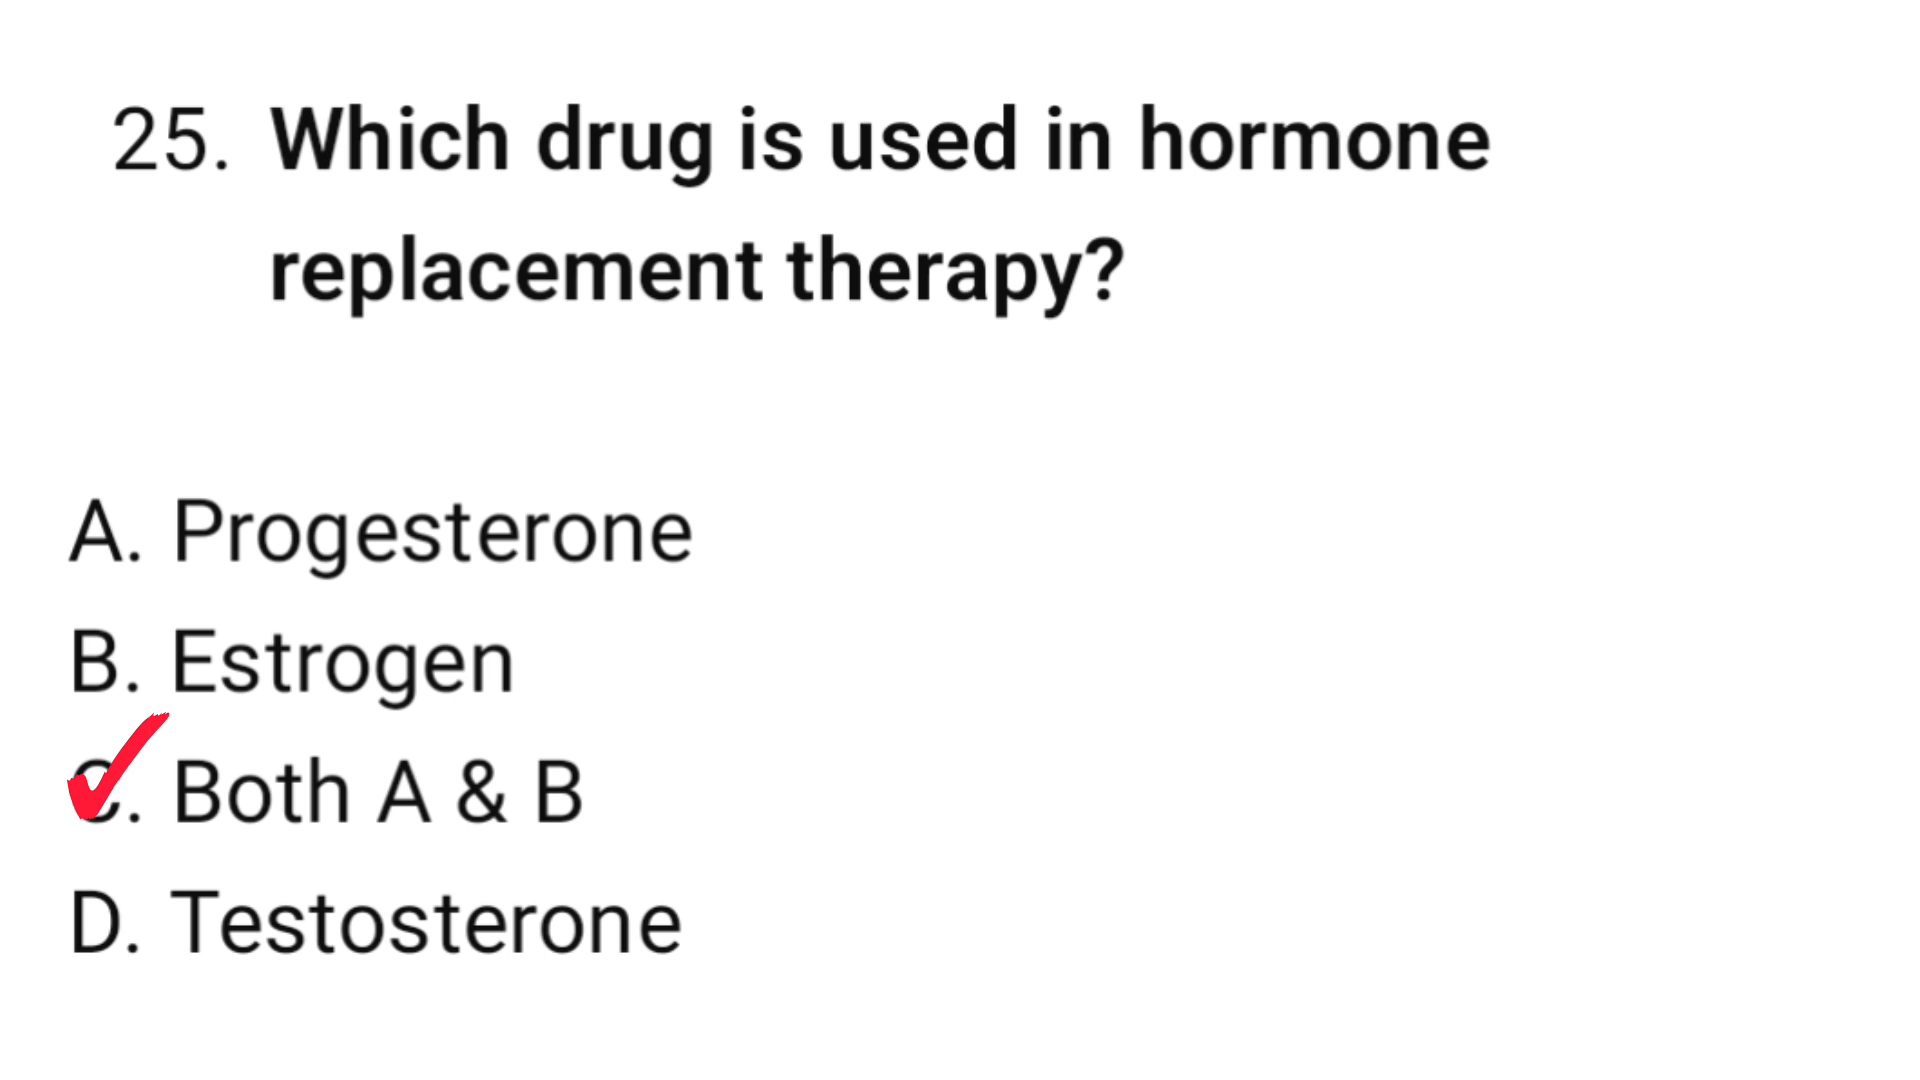 25. Which drug is used in hormone
replacement therapy?
A. Progesterone
B. Estrogen
C. Both A & B
D. Testosterone